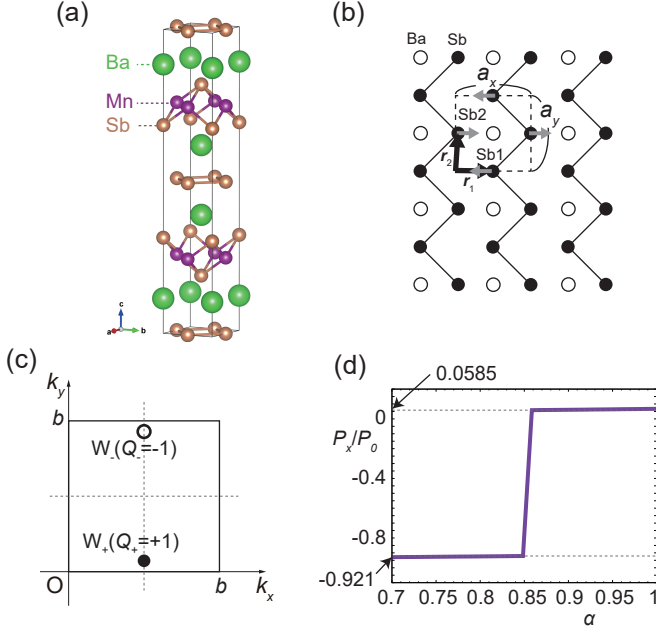 (a)
Ba
Mn
Sb
c
a
b
(b)
Ba Sb
a_x
a_y
Sb2
Sb1
r_2
r_1
(c)
k_y
b
W_-(Q_-=-1)
W_+(Q_+=+1)
O
b
k_x
(d)
0.0585
0
P_x/P_0
-0.4
-0.8
-0.921
0.7 0.75 0.8 0.85 0.9 0.95 1
α